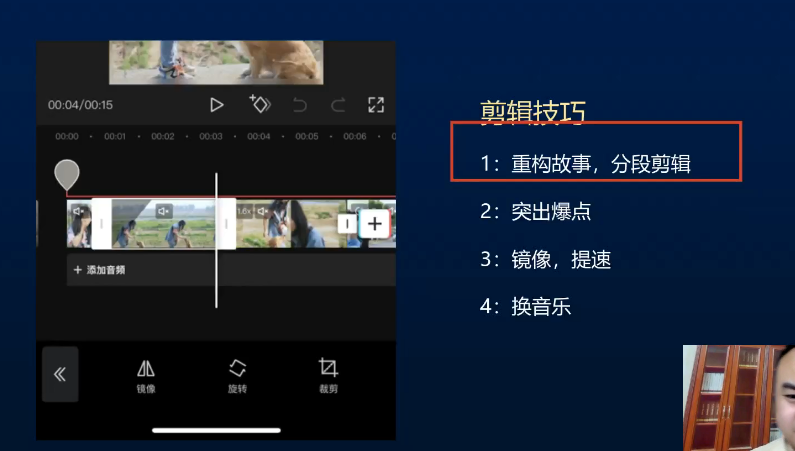 00:04/00:15
00:00 · 00:01 · 00:02 · 00:03 · 00:04 · 00:05 · 00:06 · 0
1.6x
+ 添加音频
镜像 旋转 裁剪
剪辑技巧
1：重构故事，分段剪辑
2：突出爆点
3：镜像，提速
4：换音乐